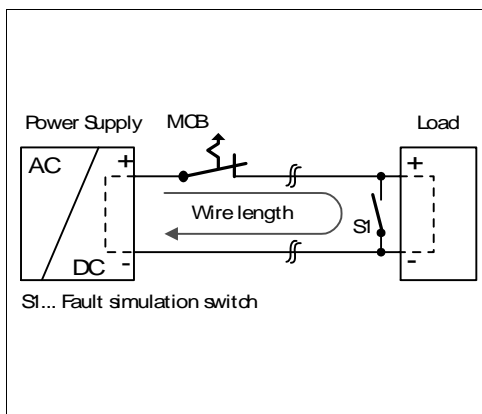 Power Supply
MCB
Load
AC
+
+
Wire length
S1
DC
-
-
S1... Fault simulation switch